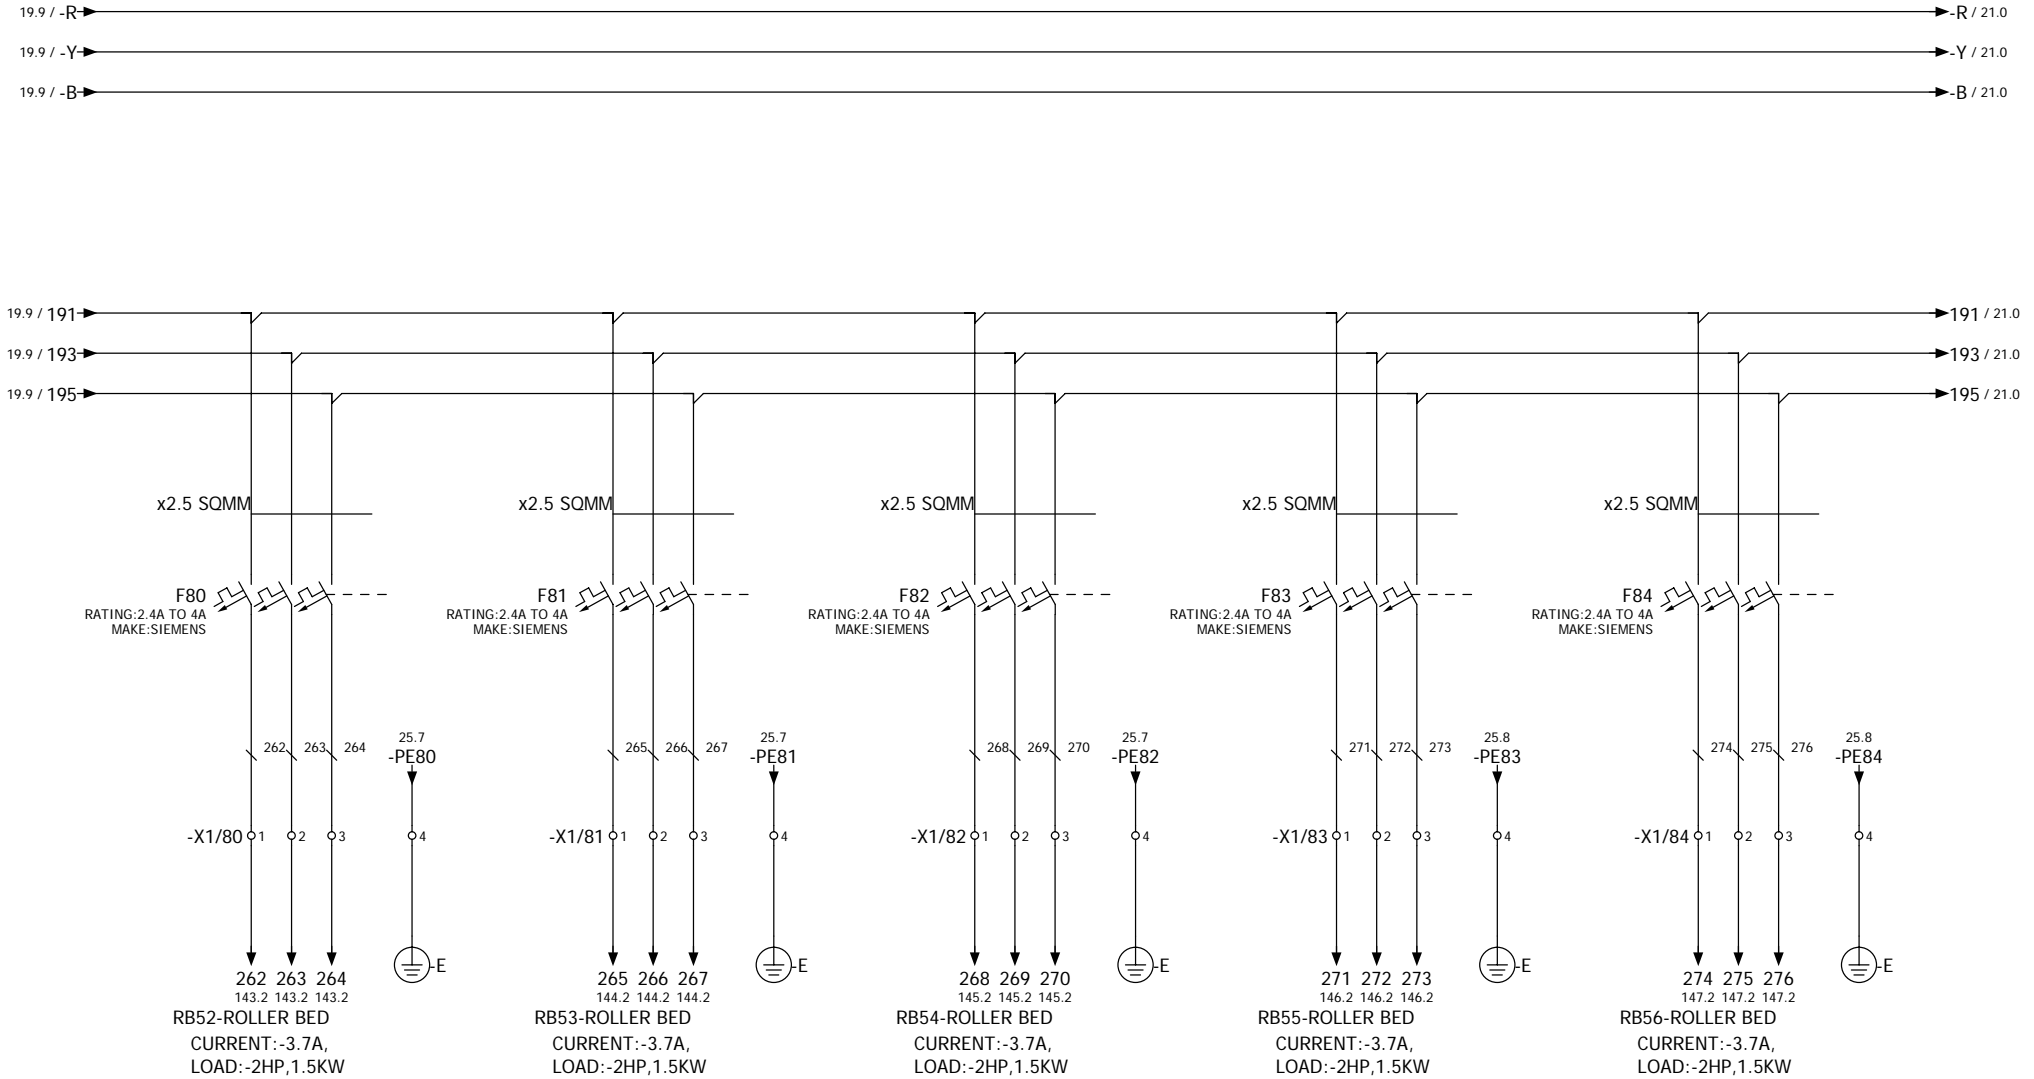 19.9 / -R -R / 21.0
19.9 / -Y -Y / 21.0
19.9 / -B -B / 21.0
19.9 / 191 191 / 21.0
19.9 / 193 193 / 21.0
19.9 / 195 195 / 21.0
x2.5 SQMM x2.5 SQMM x2.5 SQMM x2.5 SQMM x2.5 SQMM
F80 F81 F82 F83 F84
RATING:2.4A TO 4A RATING:2.4A TO 4A RATING:2.4A TO 4A RATING:2.4A TO 4A RATING:2.4A TO 4A
MAKE:SIEMENS MAKE:SIEMENS MAKE:SIEMENS MAKE:SIEMENS MAKE:SIEMENS
25.7 25.7 25.7 25.8 25.8
262 263 264 265 266 267 268 269 270 271 272 273 274 275 276
-PE80 -PE81 -PE82 -PE83 -PE84
-X1/80 1 2 3 4 -X1/81 1 2 3 4 -X1/82 1 2 3 4 -X1/83 1 2 3 4 -X1/84 1 2 3 4
-E -E -E -E -E
262 263 264 265 266 267 268 269 270 271 272 273 274 275 276
143.2 143.2 143.2 144.2 144.2 144.2 145.2 145.2 145.2 146.2 146.2 146.2 147.2 147.2 147.2
RB52-ROLLER BED RB53-ROLLER BED RB54-ROLLER BED RB55-ROLLER BED RB56-ROLLER BED
CURRENT:-3.7A, CURRENT:-3.7A, CURRENT:-3.7A, CURRENT:-3.7A, CURRENT:-3.7A,
LOAD:-2HP,1.5KW LOAD:-2HP,1.5KW LOAD:-2HP,1.5KW LOAD:-2HP,1.5KW LOAD:-2HP,1.5KW